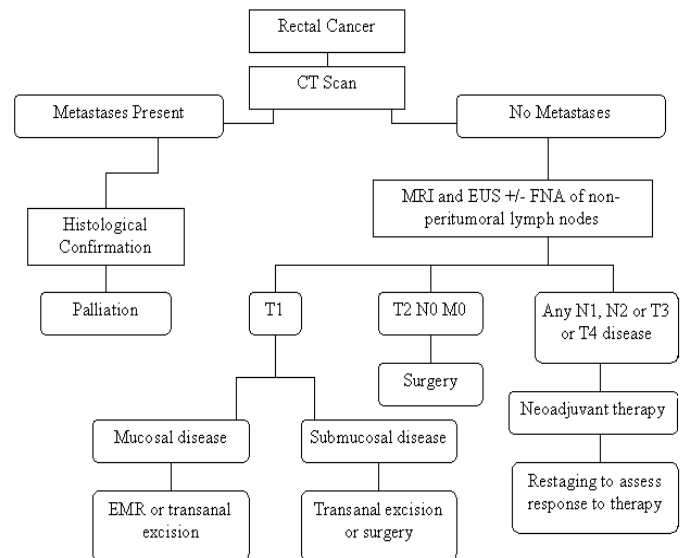 Rectal Cancer
CT Scan
Metastases Present
No Metastases
MRI and EUS +/- FNA of non-
peritumoral lymph nodes
Histological
Confirmation
Palliation
T1
T2 N0 M0
Any N1, N2 or T3
or T4 disease
Surgery
Neoadjuvant therapy
Mucosal disease
Submucosal disease
Restaging to assess
response to therapy
EMR or transanal
excision
Transanal excision
or surgery